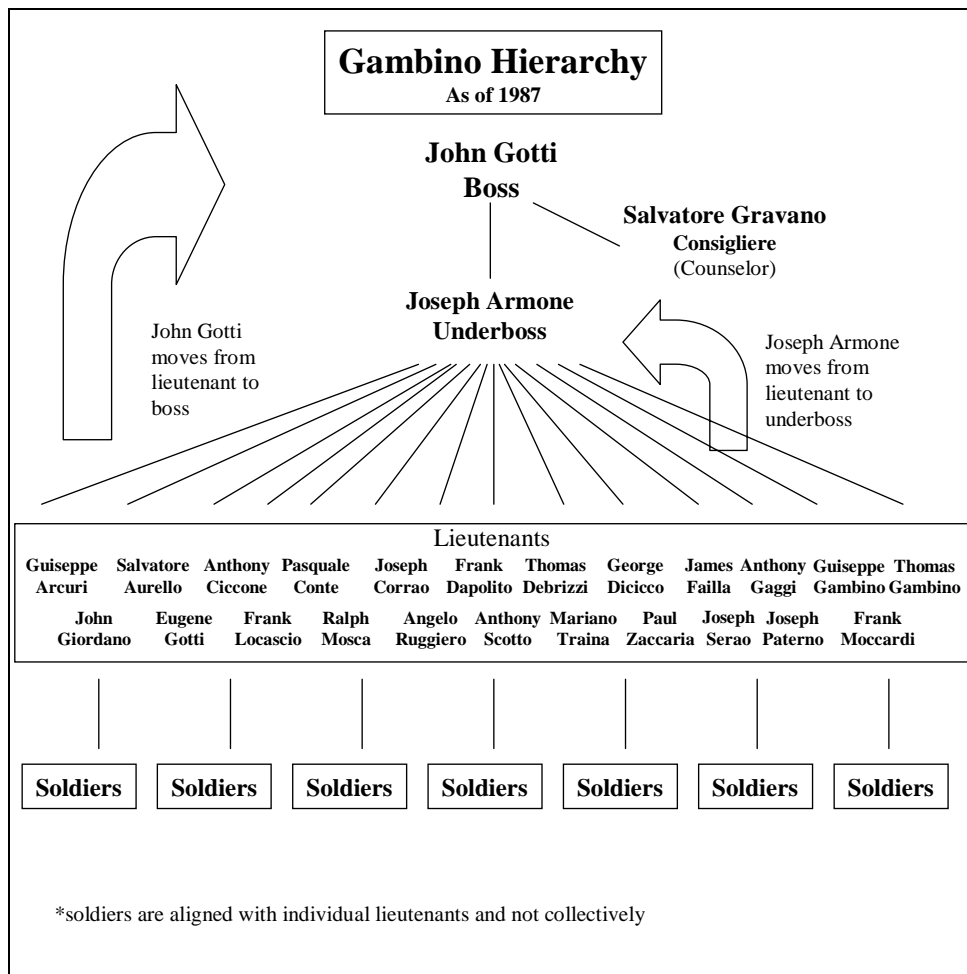 Gambino Hierarchy
As of 1987
John Gotti
Boss
Salvatore Gravano
Consigliere
(Counselor)
Joseph Armone
Underboss
John Gotti
moves from
lieutenant to
boss
Joseph Armone
moves from
lieutenant to
underboss
Lieutenants
Guiseppe Salvatore Anthony Pasquale Joseph Frank Thomas George James Anthony Guiseppe Thomas
Arcuri Aurello Ciccone Conte Corrao Dapolito Debrizzi Dicicco Failla Gaggi Gambino Gambino
John Eugene Frank Ralph Angelo Anthony Mariano Paul Joseph Joseph Frank
Giordano Gotti Locascio Mosca Ruggiero Scotto Traina Zaccaria Serao Paterno Moccardi
Soldiers Soldiers Soldiers Soldiers Soldiers Soldiers Soldiers
*soldiers are aligned with individual lieutenants and not collectively